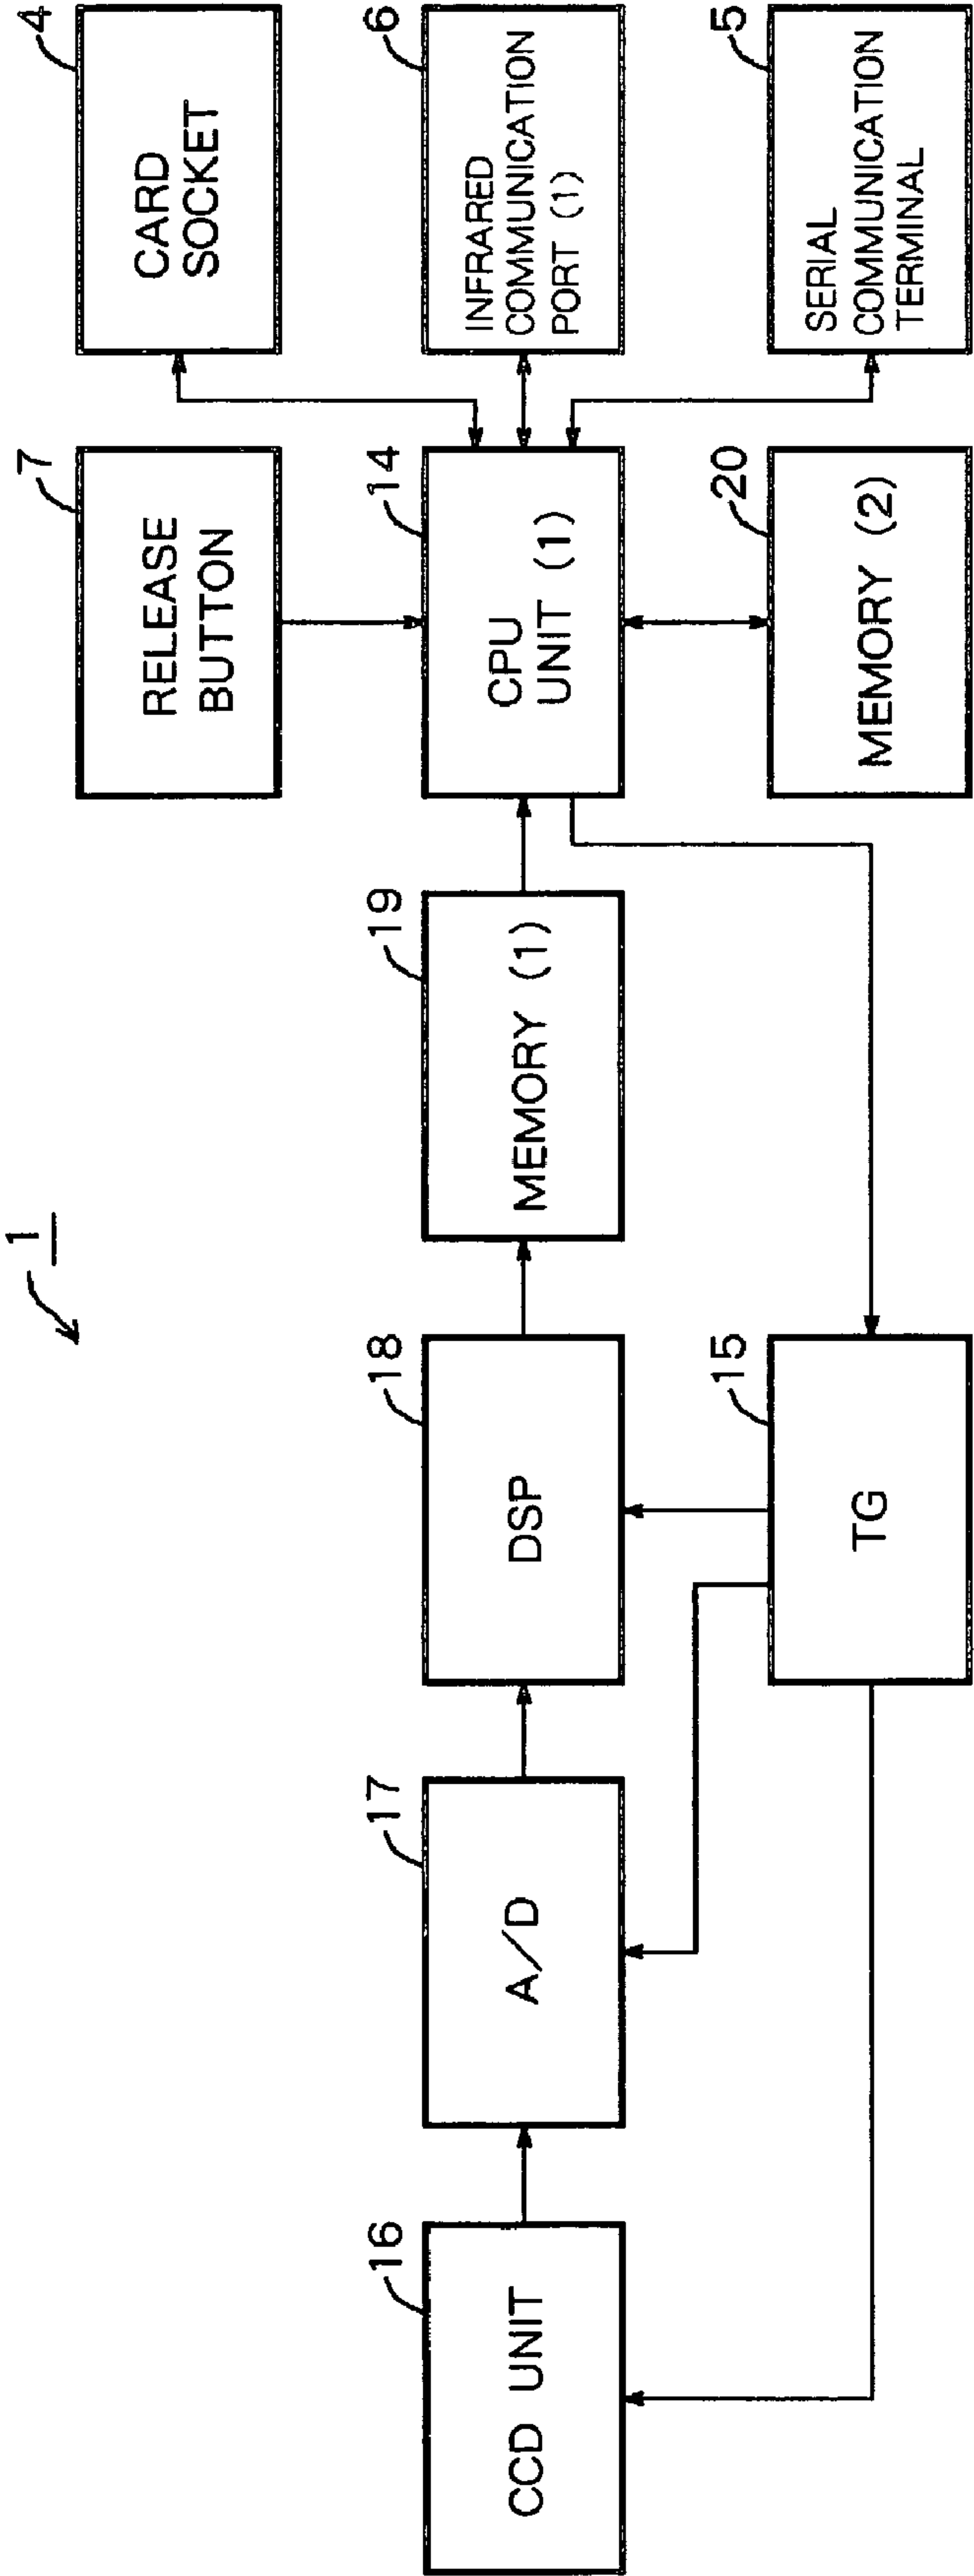 1
7
RELEASE
BUTTON
4
CARD
SOCKET
16
CCD UNIT
17
A/D
18
DSP
19
MEMORY (1)
14
CPU
UNIT (1)
6
INFRARED
COMMUNICATION
PORT (1)
15
TG
20
MEMORY (2)
5
SERIAL
COMMUNICATION
TERMINAL